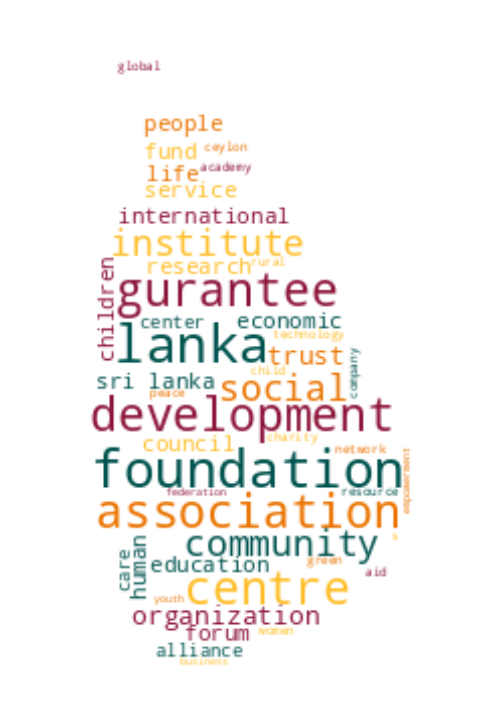 global
people
fund ceylon
life academy
service
international
institute
research rural
children
gurantee
center economic
technology
lanka trust
child company
sri lanka social
peace
development
council charity
network
foundation
empowerment
federation resource
association
s
community
care human education green
aid
youth centre
organization
forum women
alliance
business